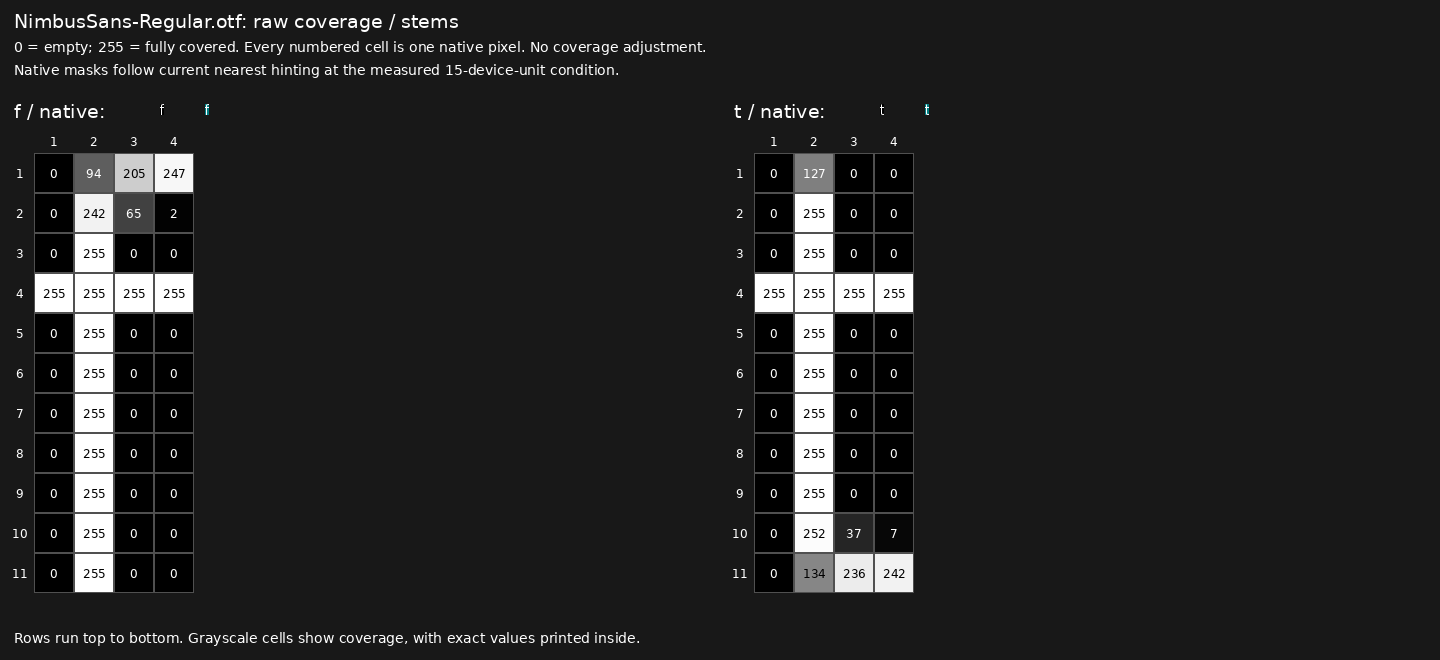 NimbusSans-Regular.otf: raw coverage / stems
0 = empty; 255 = fully covered. Every numbered cell is one native pixel. No coverage adjustment.
Native masks follow current nearest hinting at the measured 15-device-unit condition.
f / native: f f
1 2 3 4
1 0 94 205 247
2 0 242 65 2
3 0 255 0 0
4 255 255 255 255
5 0 255 0 0
6 0 255 0 0
7 0 255 0 0
8 0 255 0 0
9 0 255 0 0
10 0 255 0 0
11 0 255 0 0
t / native: t t
1 2 3 4
1 0 127 0 0
2 0 255 0 0
3 0 255 0 0
4 255 255 255 255
5 0 255 0 0
6 0 255 0 0
7 0 255 0 0
8 0 255 0 0
9 0 255 0 0
10 0 252 37 7
11 0 134 236 242
Rows run top to bottom. Grayscale cells show coverage, with exact values printed inside.